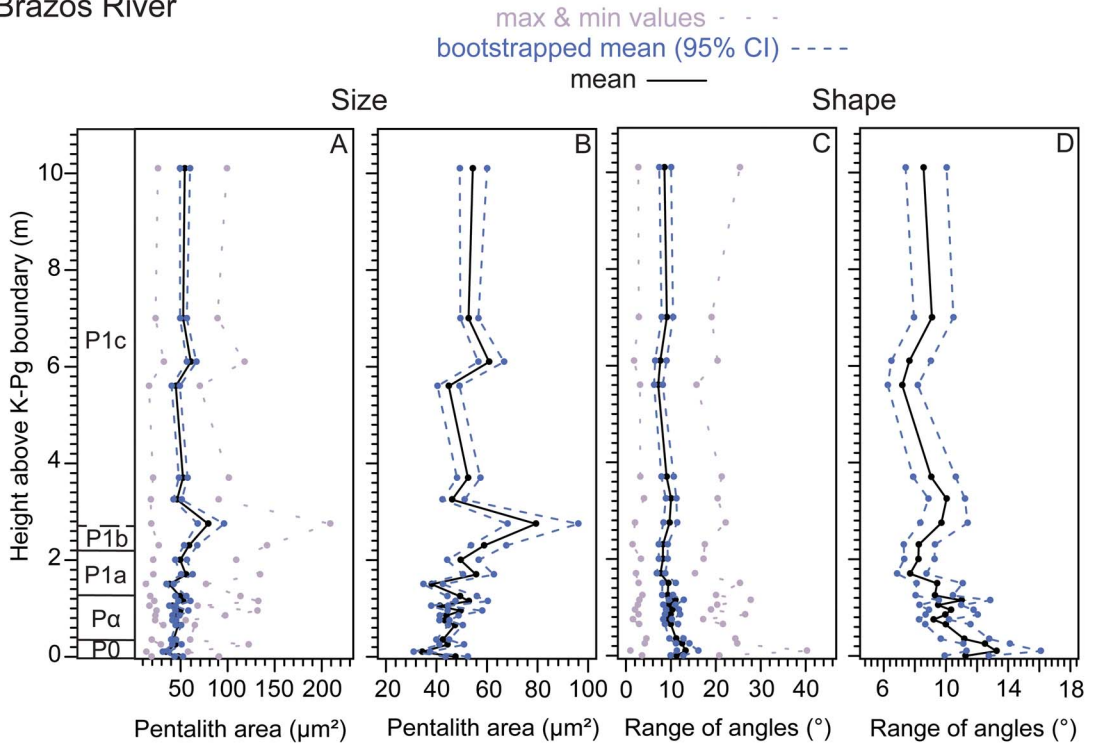 Brazos River
max & min values - - -
bootstrapped mean (95% CI) ----
mean
Size
Shape
A
B
C
D
Height above K-Pg boundary (m)
10
8
6
4
2
0
P1c
P1b
P1a
Pα
P0
50 100 150 200
20 40 60 80 100
0 10 20 30 40
6 10 14 18
Pentalith area (µm²)
Pentalith area (µm²)
Range of angles (°)
Range of angles (°)